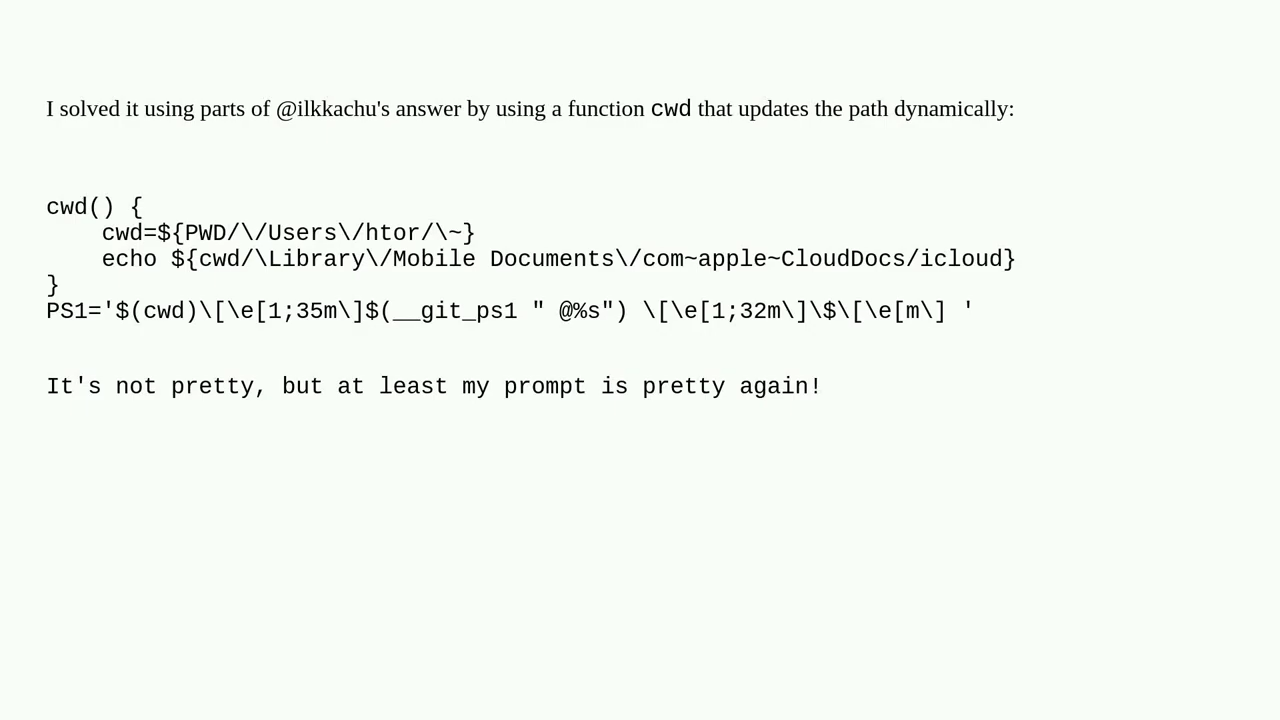 I solved it using parts of @ilkkachu's answer by using a function cwd that updates the path dynamically:
cwd() {
    cwd=${PWD/\/Users\/htor/\~}
    echo ${cwd/\Library\/Mobile Documents\/com~apple~CloudDocs/icloud}
}
PS1='$(cwd)\[\e[1;35m\]$(__git_ps1 " @%s") \[\e[1;32m\]\$\[\e[m\] '
It's not pretty, but at least my prompt is pretty again!